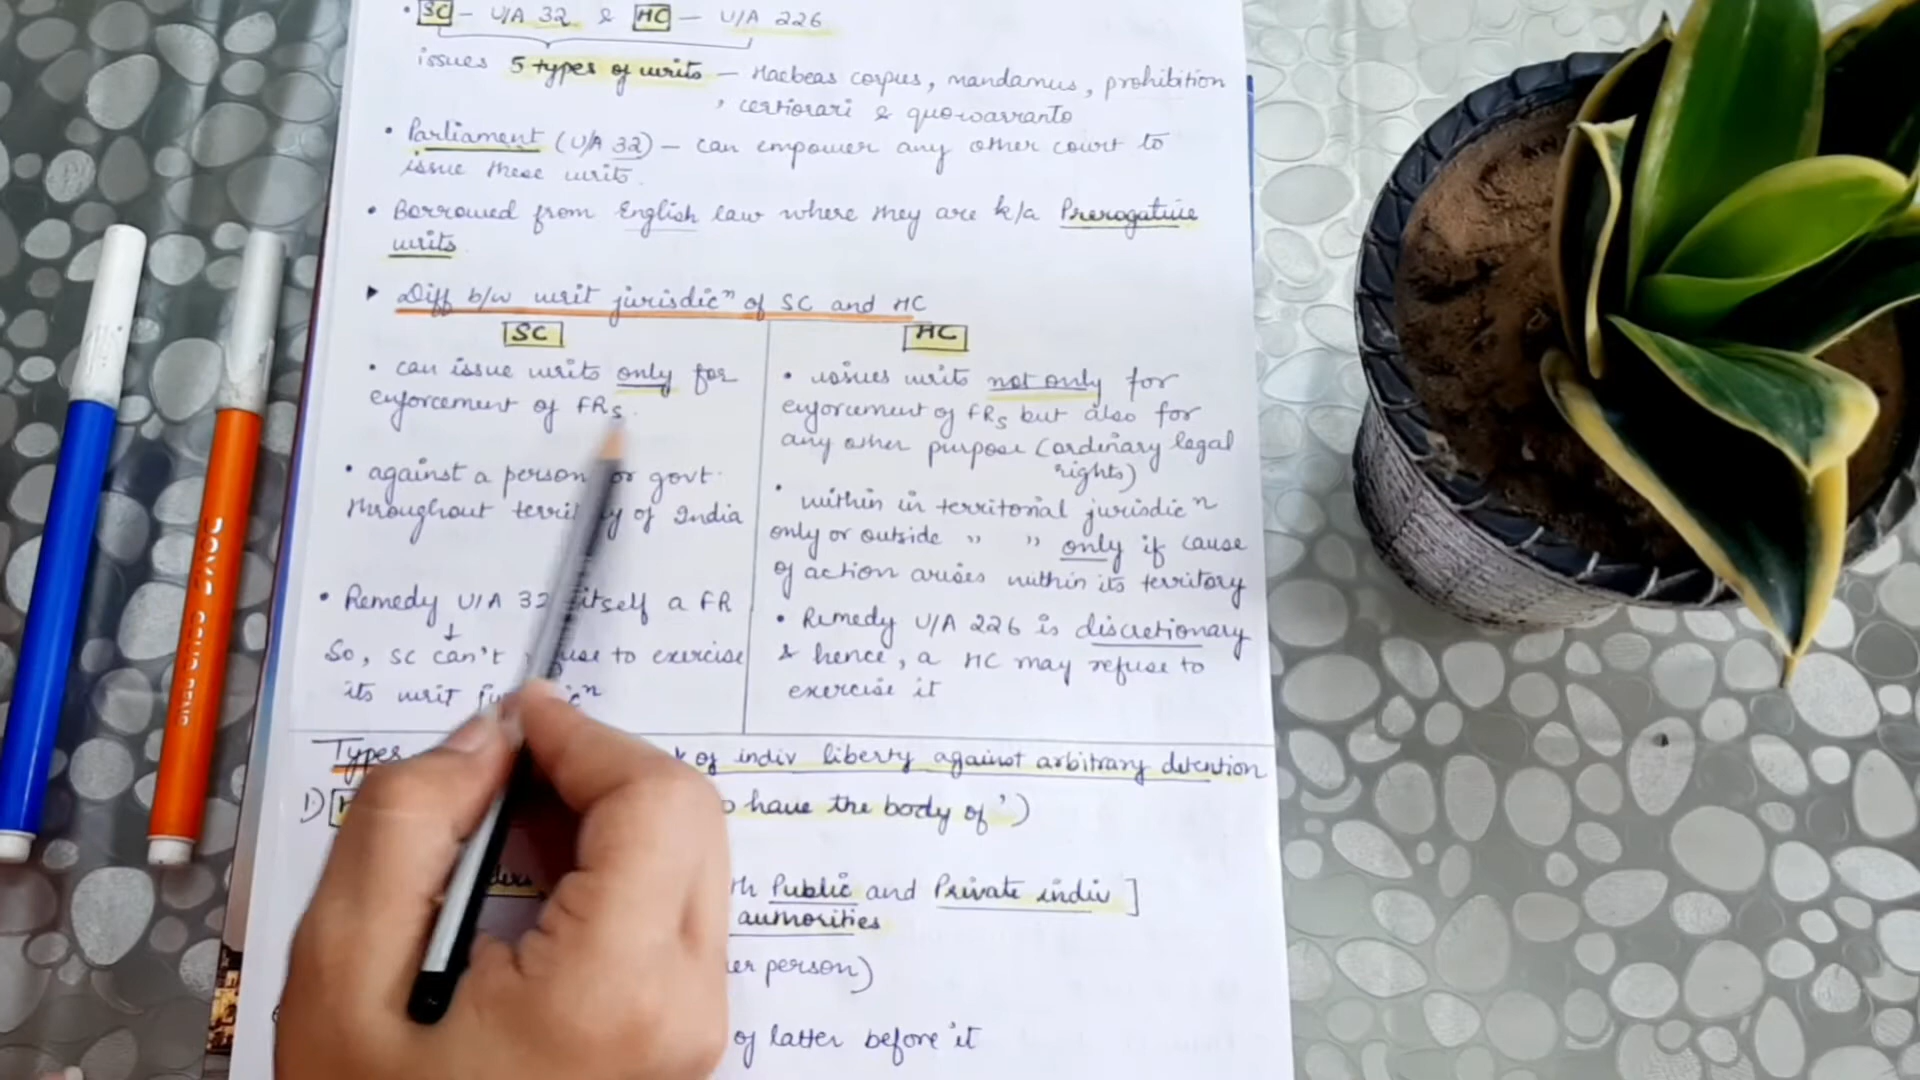 • SC – U/A 32 & HC – U/A 226
issues 5 types of writs – Haebeas corpus, mandamus, prohibition
, certiorari & quo-warranto
• Parliament (U/A 32) – can empower any other court to
issue these writs.
• Borrowed from English law where they are k/a Prerogative
writs.
▸ Diff b/w writ jurisdicⁿ of SC and HC
SC
• can issue writs only for
enforcement of FRs.
• against a person or govt.
throughout of India
• Remedy U/A 32 itself a FR
↓
So, SC can't to exercise
its writ
HC
• issues writs not only for
enforcement of FRs but also for
any other purpose (ordinary legal
rights)
• within in territorial jurisdicⁿ
only or outside " " only if cause
of action arises within its territory
• Remedy U/A 226 is discretionary
& hence, a HC may refuse to
exercise it
Types of indiv liberty against arbitrary detention
1.) have the body of')
Public and Private indiv ]
authorities
person)
of latter before it